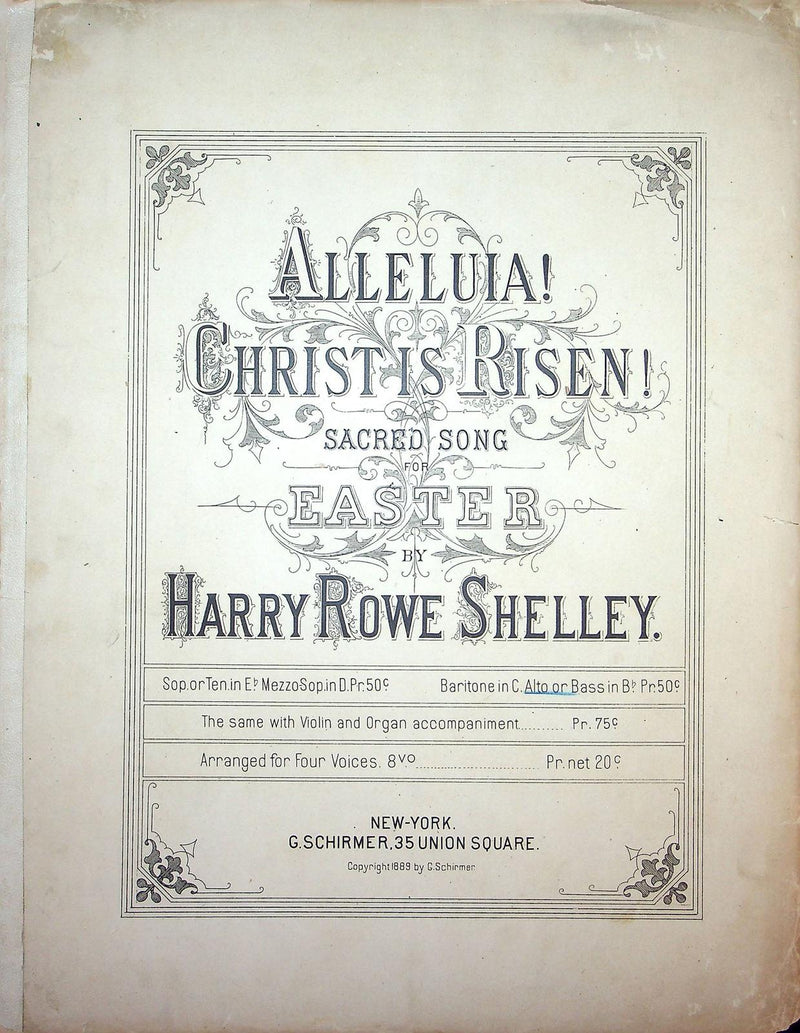 ALLELUIA!
CHRIST IS RISEN!
SACRED SONG
FOR
EASTER
BY
HARRY ROWE SHELLEY.
Sop. or Ten. in E♭ Mezzo Sop. in D. Pr. 50¢ Baritone in C. Alto or Bass in B♭ Pr. 50¢
The same with Violin and Organ accompaniment.......... Pr. 75¢
Arranged for Four Voices. 8vo.............................. Pr. net 20¢
NEW-YORK.
G. SCHIRMER, 35 UNION SQUARE.
Copyright 1889 by G. Schirmer